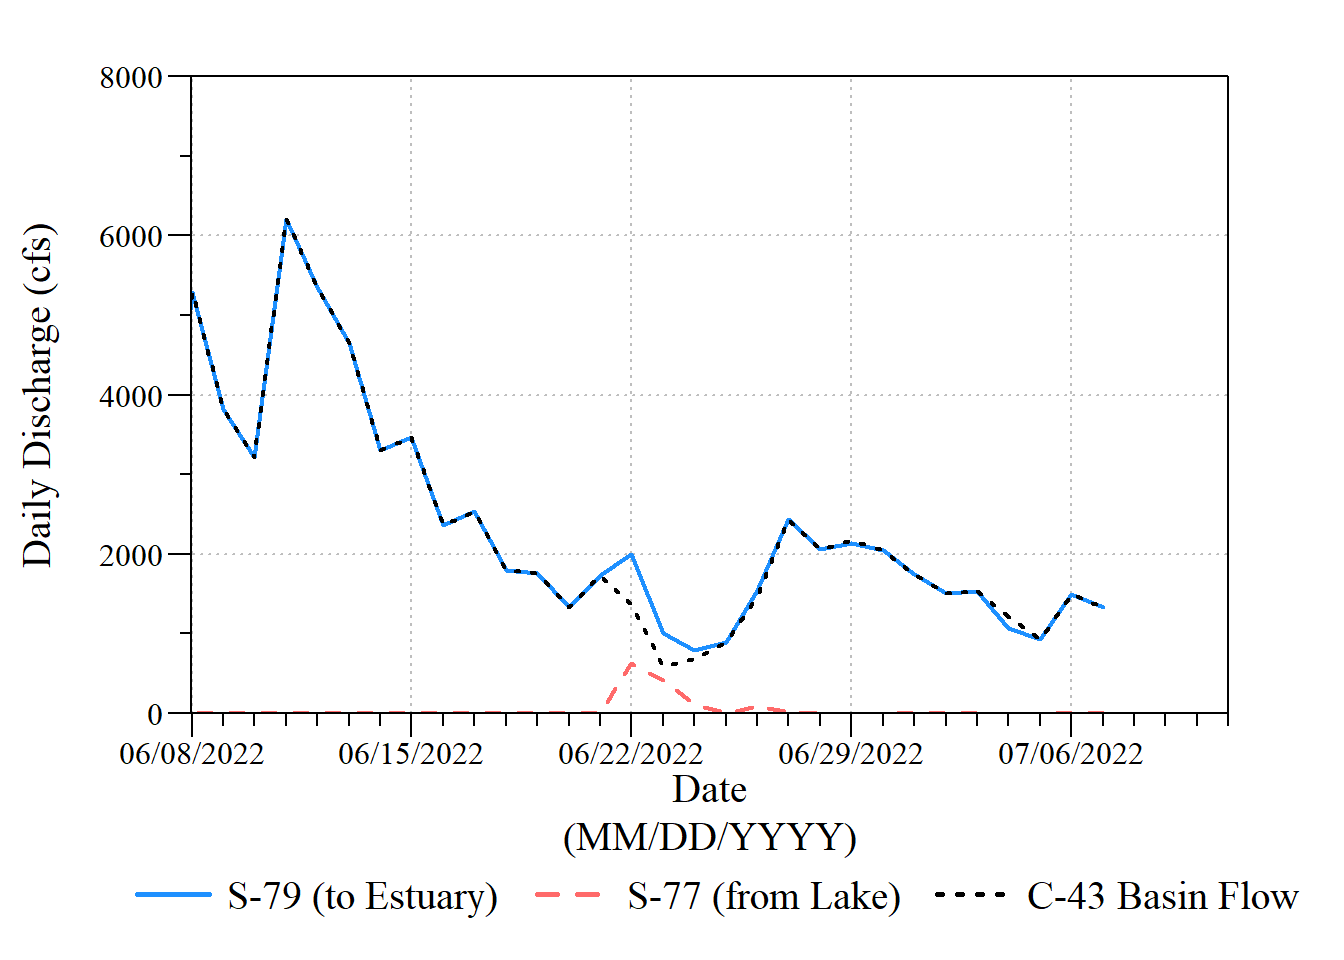 8000
6000
4000
2000
0
Daily Discharge (cfs)
06/08/2022 06/15/2022 06/22/2022 06/29/2022 07/06/2022
Date
(MM/DD/YYYY)
S-79 (to Estuary) S-77 (from Lake) C-43 Basin Flow